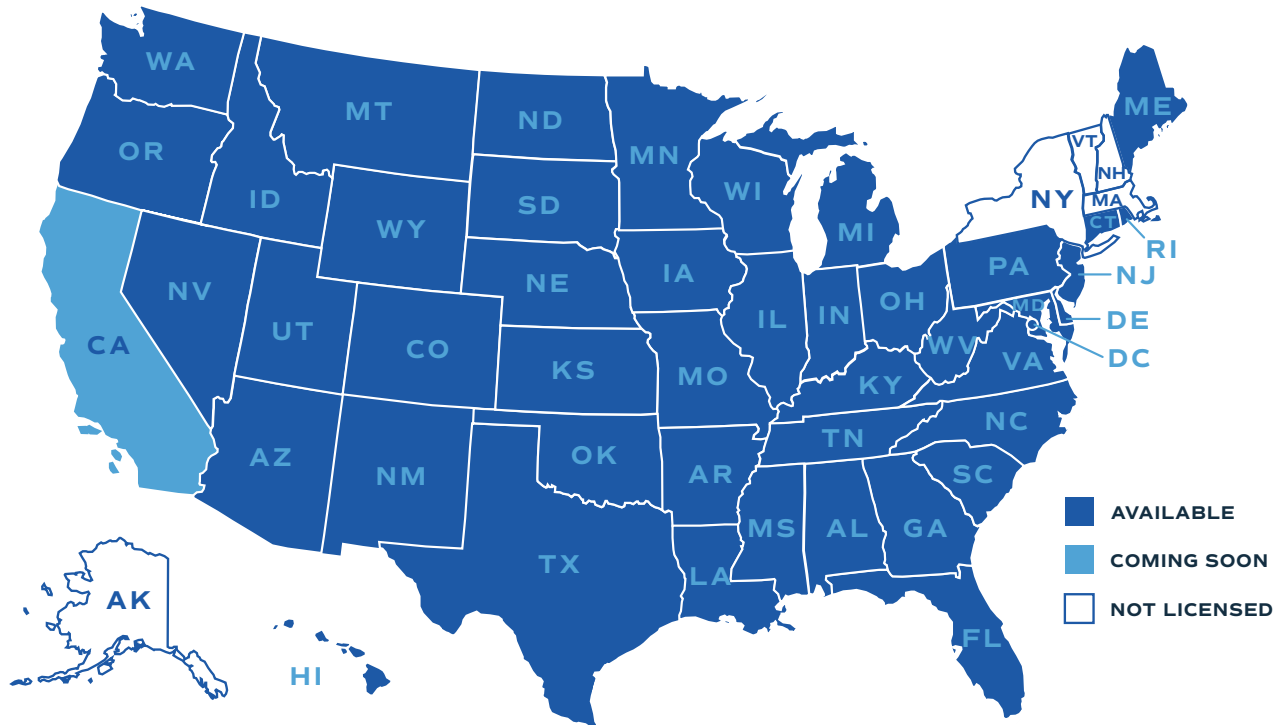 WA
MT
ND
MN
ME
OR
ID
SD
WI
MI
VT
NH
NY
MA
CT
RI
WY
NV
NE
IA
PA
NJ
CA
UT
CO
KS
MO
IL
IN
OH
MD
DE
WV
VA
DC
KY
AZ
NM
OK
AR
TN
NC
SC
TX
LA
MS
AL
GA
FL
AK
HI
AVAILABLE
COMING SOON
NOT LICENSED